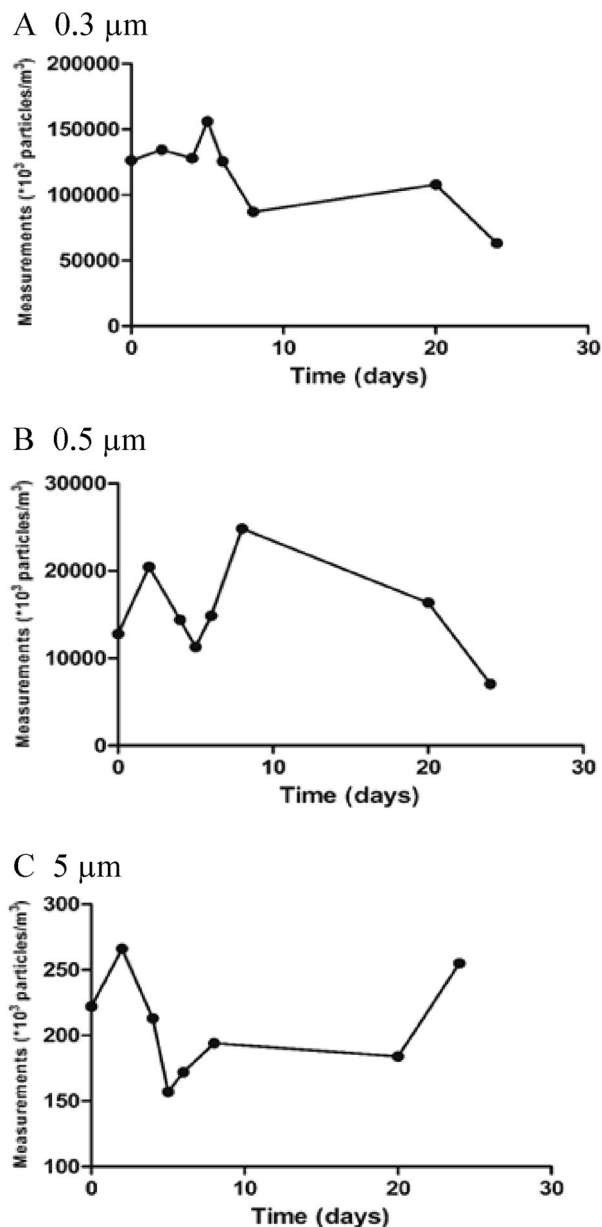 A 0.3 µm
200000
150000
100000
50000
0
Measurements (*10³ particles/m³)
0 10 20 30
Time (days)
B 0.5 µm
30000
20000
10000
0
Measurements (*10³ particles/m³)
0 10 20 30
Time (days)
C 5 µm
300
250
200
150
100
Measurements (*10³ particles/m³)
0 10 20 30
Time (days)